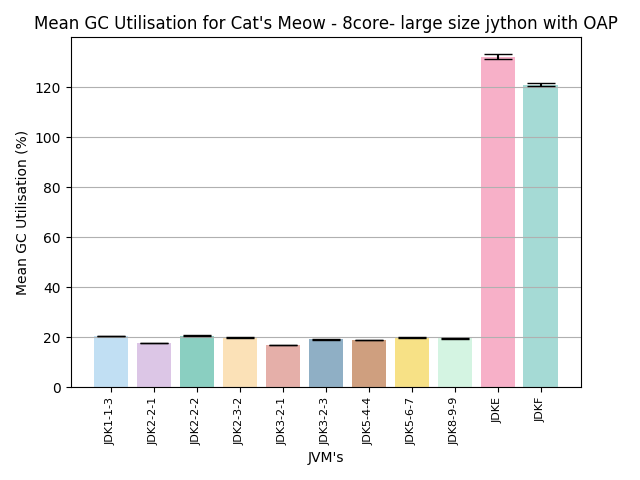 Mean GC Utilisation for Cat's Meow - 8core- large size jython with OAP
Mean GC Utilisation (%)
120
100
80
60
40
20
0
JDK1-1-3
JDK2-2-1
JDK2-2-2
JDK2-3-2
JDK3-2-1
JDK3-2-3
JDK5-4-4
JDK5-6-7
JDK8-9-9
JDKE
JDKF
JVM's